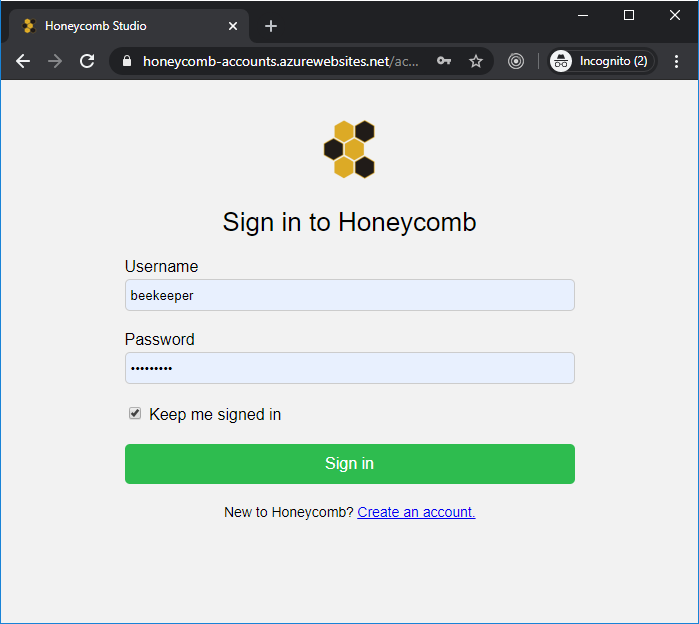 Honeycomb Studio
honeycomb-accounts.azurewebsites.net/ac...
Incognito (2)
Sign in to Honeycomb
Username
beekeeper
Password
•••••••••
Keep me signed in
Sign in
New to Honeycomb? Create an account.